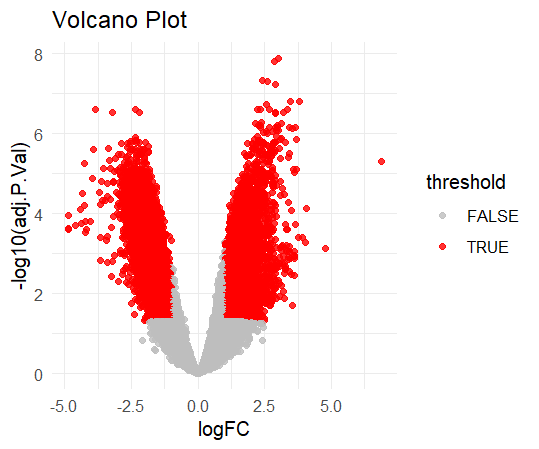 Volcano Plot
8
6
4
2
0
-log10(adj.P.Val)
-5.0 -2.5 0.0 2.5 5.0
logFC
threshold
FALSE
TRUE